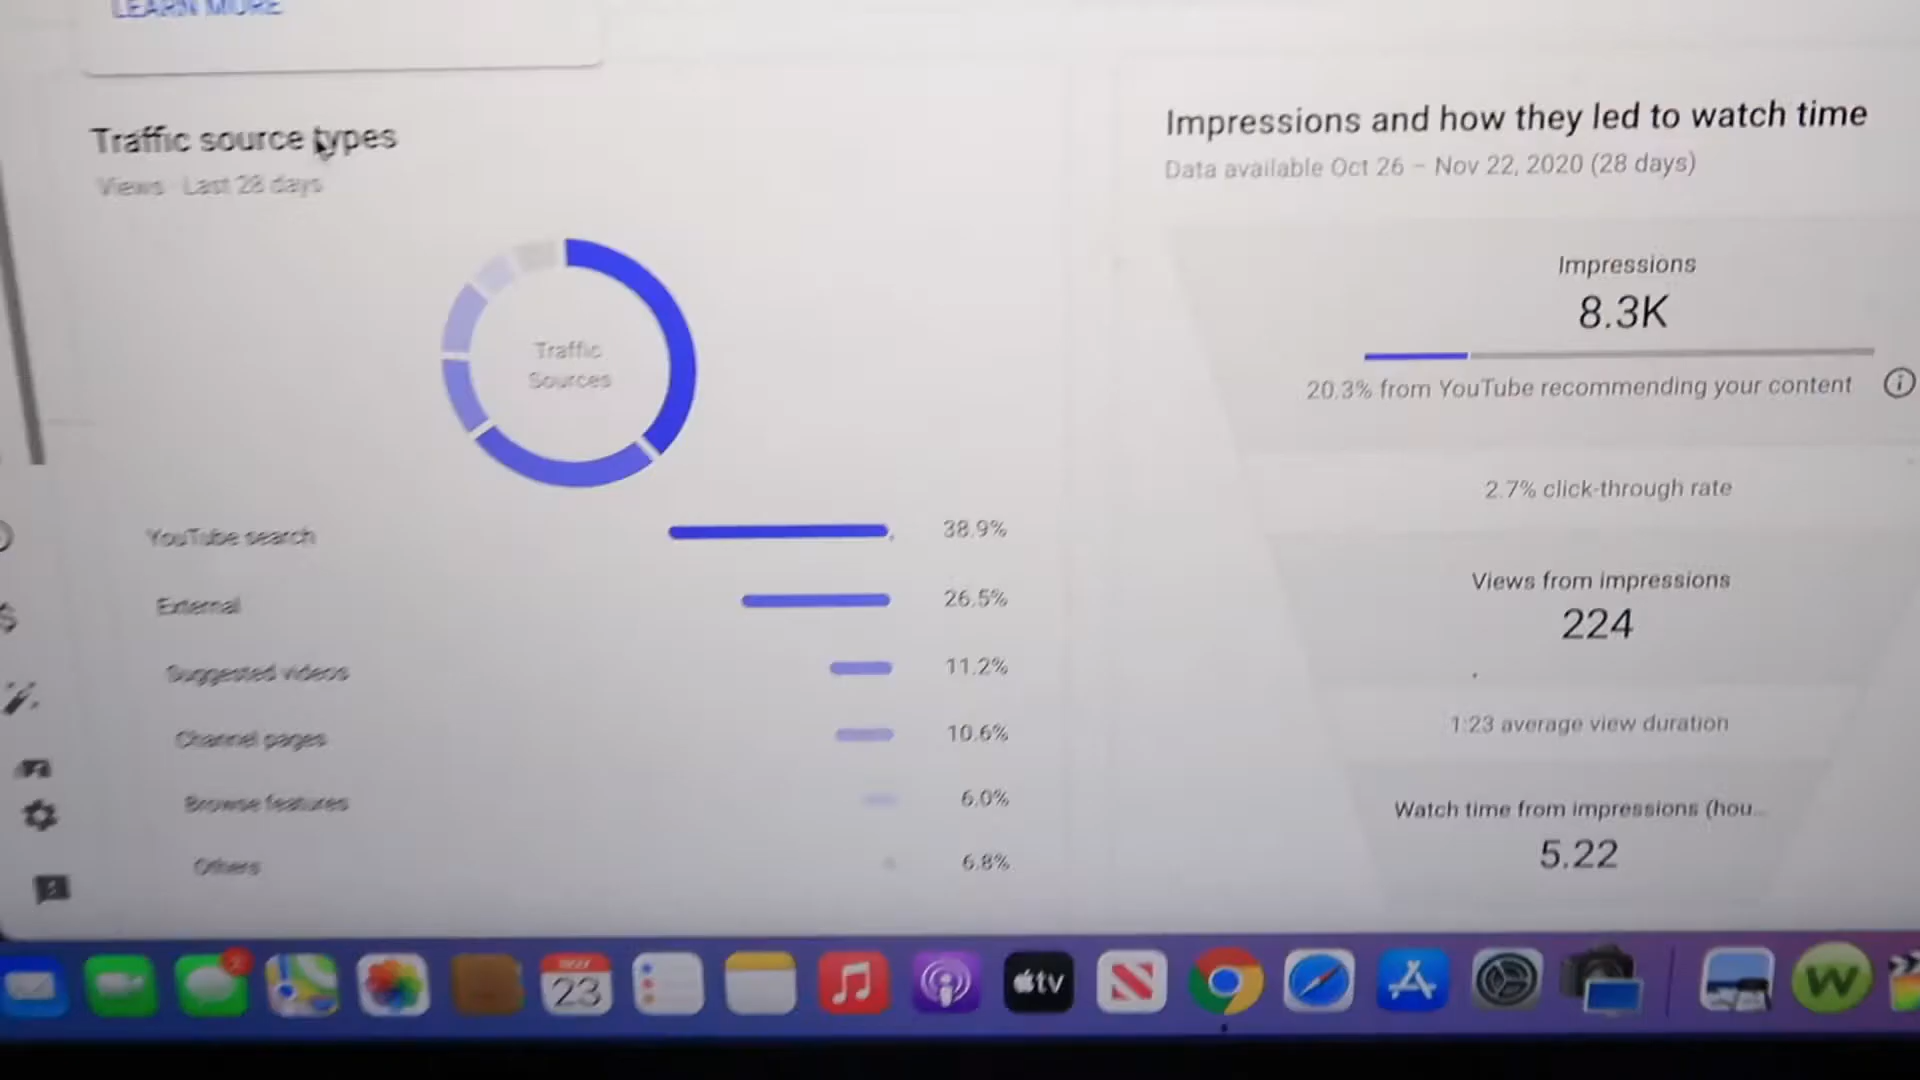 LEARN MORE
Traffic source types
Views · Last 28 days
Traffic
Sources
YouTube search 38.9%
External 26.5%
Suggested videos 11.2%
Channel pages 10.6%
Browse features 6.0%
Others 6.8%
Impressions and how they led to watch time
Data available Oct 26 – Nov 22, 2020 (28 days)
Impressions
8.3K
20.3% from YouTube recommending your content
2.7% click-through rate
Views from impressions
224
1:23 average view duration
Watch time from impressions (hou...
5.22
2
NOV
23
tv
W